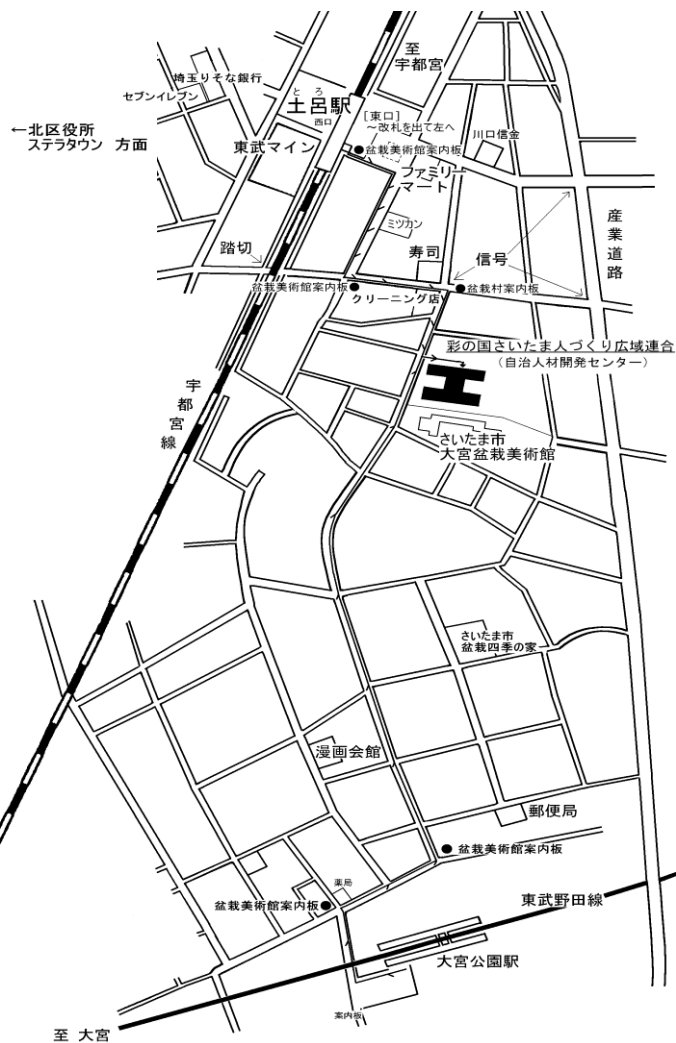 至
宇都宮
埼玉りそな銀行
セブンイレブン
とろ
土呂駅
西口
[東口]
～改札を出て左へ
川口信金
←北区役所
ステラタウン 方面
東武マイン
●盆栽美術館案内板
ファミリー
マート
産業道路
ミツカン
踏切
寿司
信号
盆栽美術館案内板●
●盆栽村案内板
クリーニング店
彩の国さいたま人づくり広域連合
（自治人材開発センター）
宇都宮線
さいたま市
大宮盆栽美術館
さいたま市
盆栽四季の家
漫画会館
郵便局
●盆栽美術館案内板
薬局
盆栽美術館案内板●
東武野田線
大宮公園駅
案内板
至 大宮